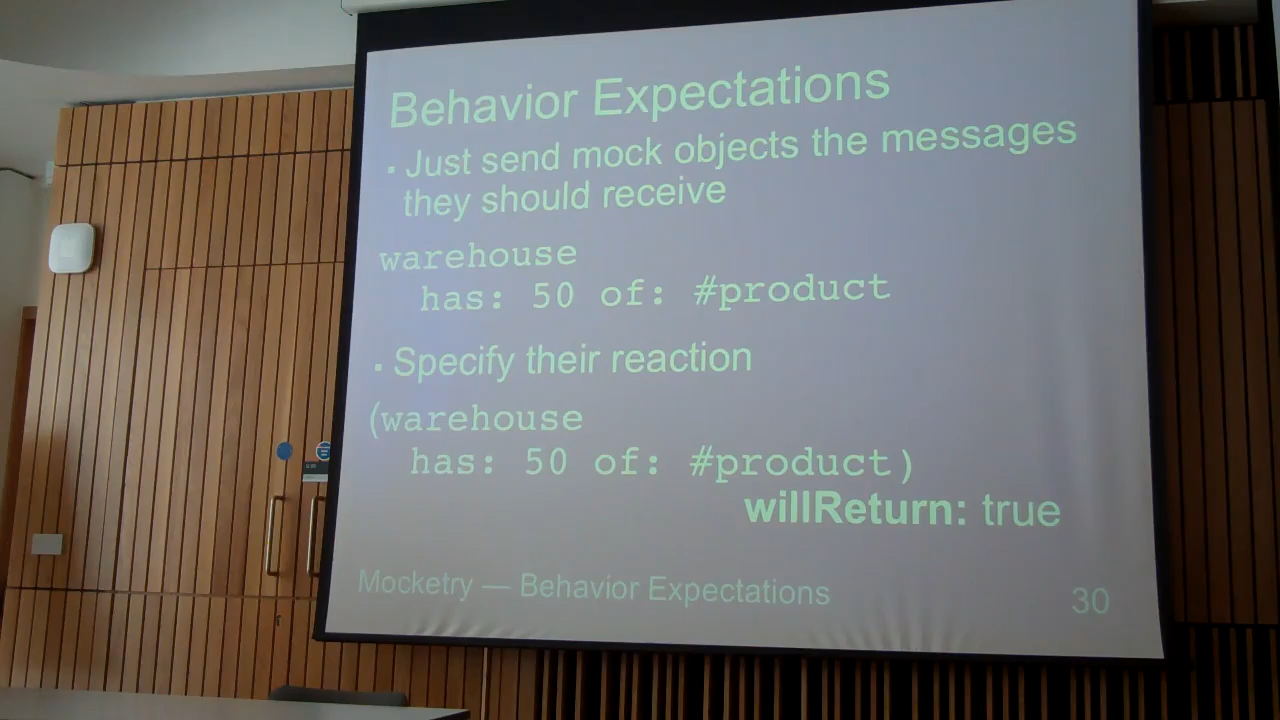 Behavior Expectations
▪ Just send mock objects the messages
they should receive
warehouse
has: 50 of: #product
▪ Specify their reaction
(warehouse
has: 50 of: #product)
willReturn: true
Mocketry — Behavior Expectations
30